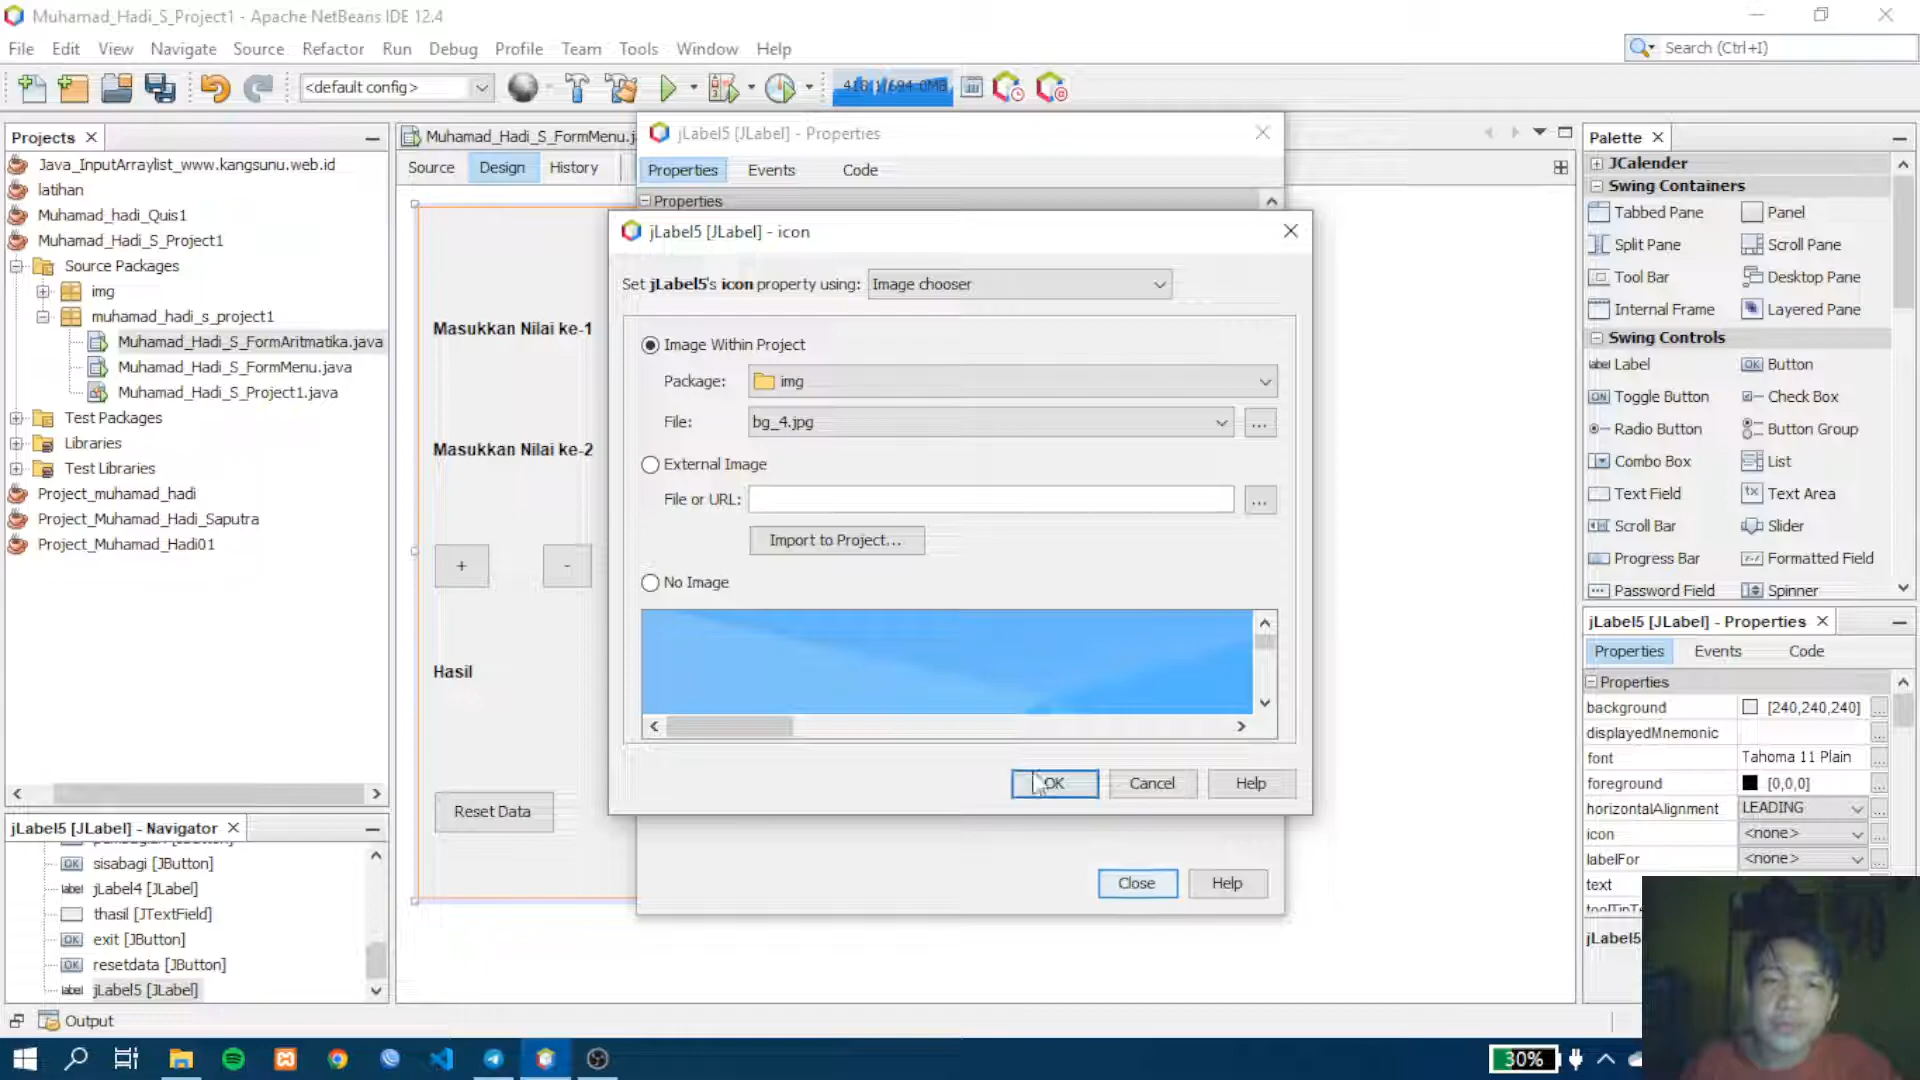 Muhamad_Hadi_S_Project1 - Apache NetBeans IDE 12.4
File Edit View Navigate Source Refactor Run Debug Profile Team Tools Window Help
Search (Ctrl+I)
<default config>
Projects
Java_InputArraylist_www.kangsunu.web.id
latihan
Muhamad_hadi_Quis1
Muhamad_Hadi_S_Project1
Source Packages
img
muhamad_hadi_s_project1
Muhamad_Hadi_S_FormAritmatika.java
Muhamad_Hadi_S_FormMenu.java
Muhamad_Hadi_S_Project1.java
Test Packages
Libraries
Test Libraries
Project_muhamad_hadi
Project_Muhamad_Hadi_Saputra
Project_Muhamad_Hadi01
jLabel5 [JLabel] - Navigator
sisabagi [JButton]
jLabel4 [JLabel]
thasil [JTextField]
exit [JButton]
resetdata [JButton]
jLabel5 [JLabel]
Output
Muhamad_Hadi_S_FormMenu.j
Source Design History
Masukkan Nilai ke-1
Masukkan Nilai ke-2
+ -
Hasil
Reset Data
jLabel5 [JLabel] - Properties
Properties Events Code
Properties
jLabel5 [JLabel] - icon
Set jLabel5's icon property using: Image chooser
Image Within Project
Package: img
File: bg_4.jpg ...
External Image
File or URL: ...
Import to Project...
No Image
OK Cancel Help
Close Help
Palette
JCalender
Swing Containers
Tabbed Pane Panel
Split Pane Scroll Pane
Tool Bar Desktop Pane
Internal Frame Layered Pane
Swing Controls
label Label OK Button
ON Toggle Button Check Box
Radio Button Button Group
Combo Box List
Text Field Text Area
Scroll Bar Slider
Progress Bar Formatted Field
Password Field Spinner
jLabel5 [JLabel] - Properties
Properties Events Code
Properties
background [240,240,240] ...
displayedMnemonic ...
font Tahoma 11 Plain ...
foreground [0,0,0] ...
horizontalAlignment LEADING ...
icon <none> ...
labelFor <none> ...
text
jLabel5
30%